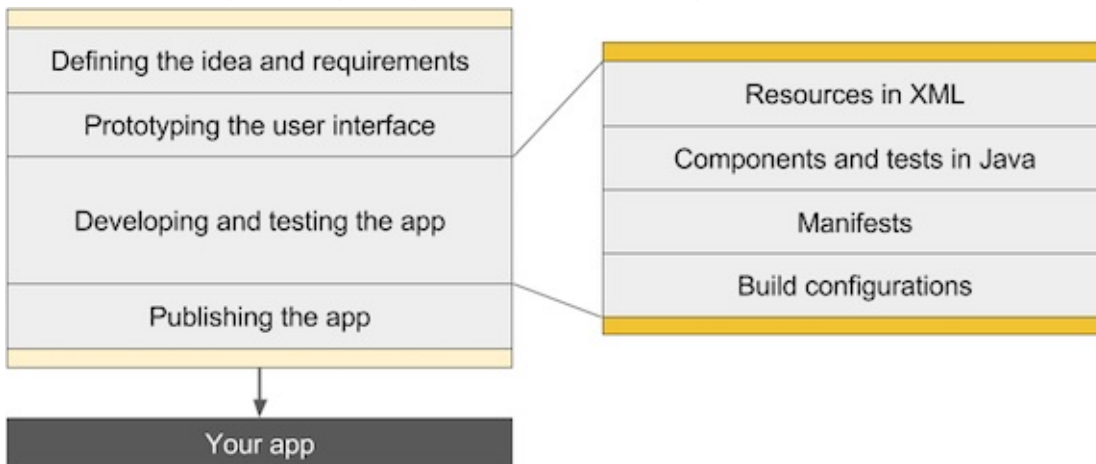 Defining the idea and requirements
Prototyping the user interface
Developing and testing the app
Publishing the app
Your app
Resources in XML
Components and tests in Java
Manifests
Build configurations